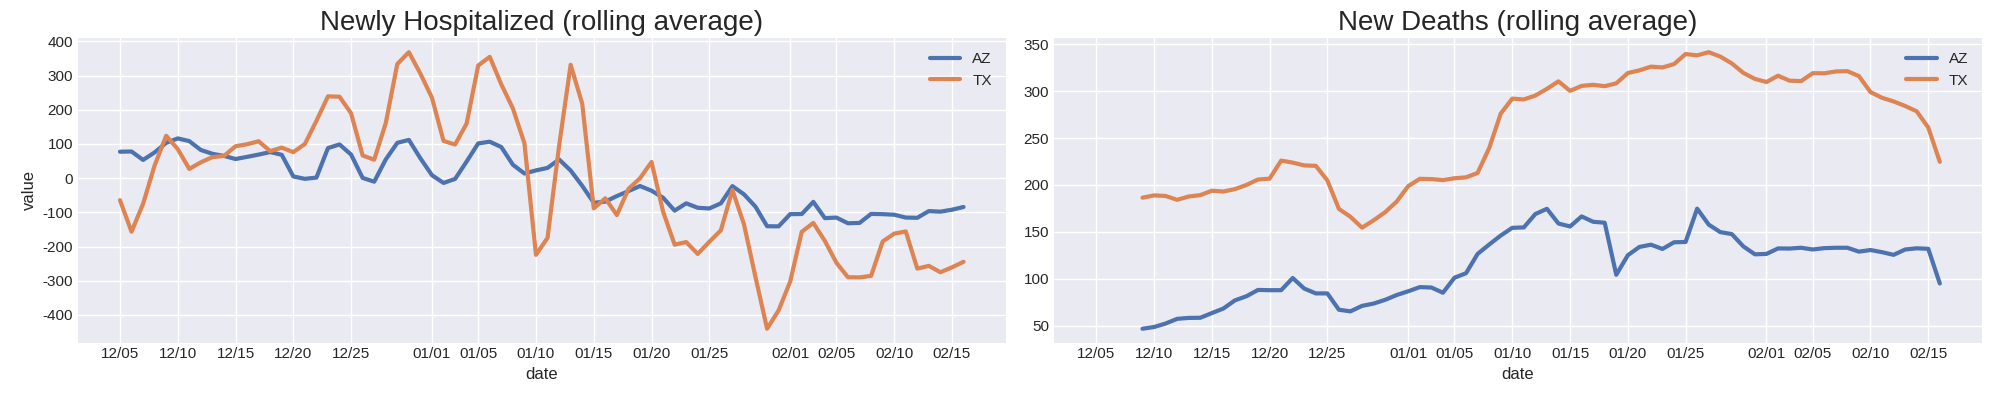 Newly Hospitalized (rolling average)
value
400
300
200
100
0
-100
-200
-300
-400
AZ
TX
12/05 12/10 12/15 12/20 12/25 01/01 01/05 01/10 01/15 01/20 01/25 02/01 02/05 02/10 02/15
date
New Deaths (rolling average)
350
300
250
200
150
100
50
AZ
TX
12/05 12/10 12/15 12/20 12/25 01/01 01/05 01/10 01/15 01/20 01/25 02/01 02/05 02/10 02/15
date